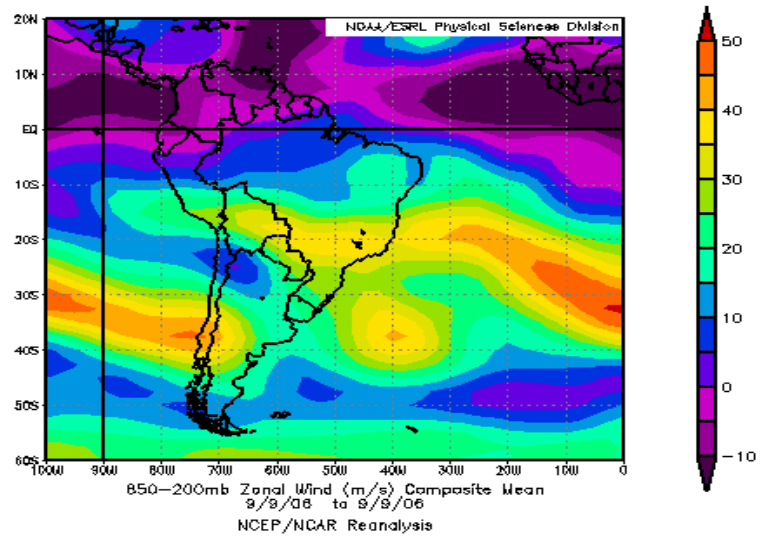 NOAA/ESRL Physical Sciences Division
20N
10N
EQ
10S
20S
30S
40S
50S
60S
100W 90W 80W 70W 60W 50W 40W 30W 20W 10W 0
50
40
30
20
10
0
-10
850-200mb Zonal Wind (m/s) Composite Mean
9/9/06 to 9/9/06
NCEP/NCAR Reanalysis